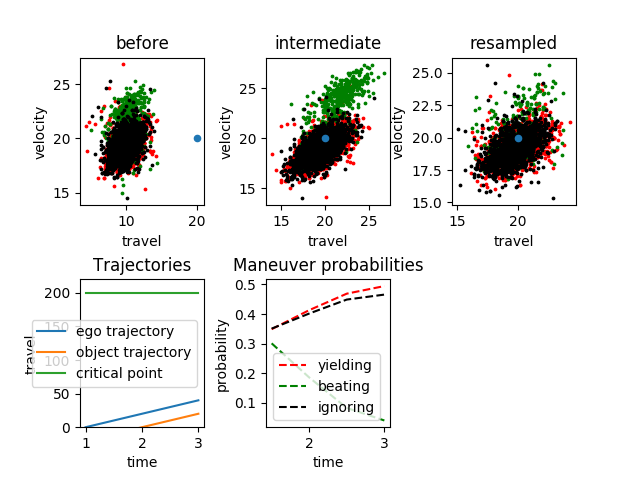 before
intermediate
resampled
velocity
velocity
velocity
25
20
15
25
20
15
25.0
22.5
20.0
17.5
15.0
10
20
15
20
25
15
20
travel
travel
travel
Trajectories
Maneuver probabilities
travel
probability
200
150
100
50
0
0.5
0.4
0.3
0.2
0.1
ego trajectory
object trajectory
critical point
yielding
beating
ignoring
1
2
3
2
3
time
time